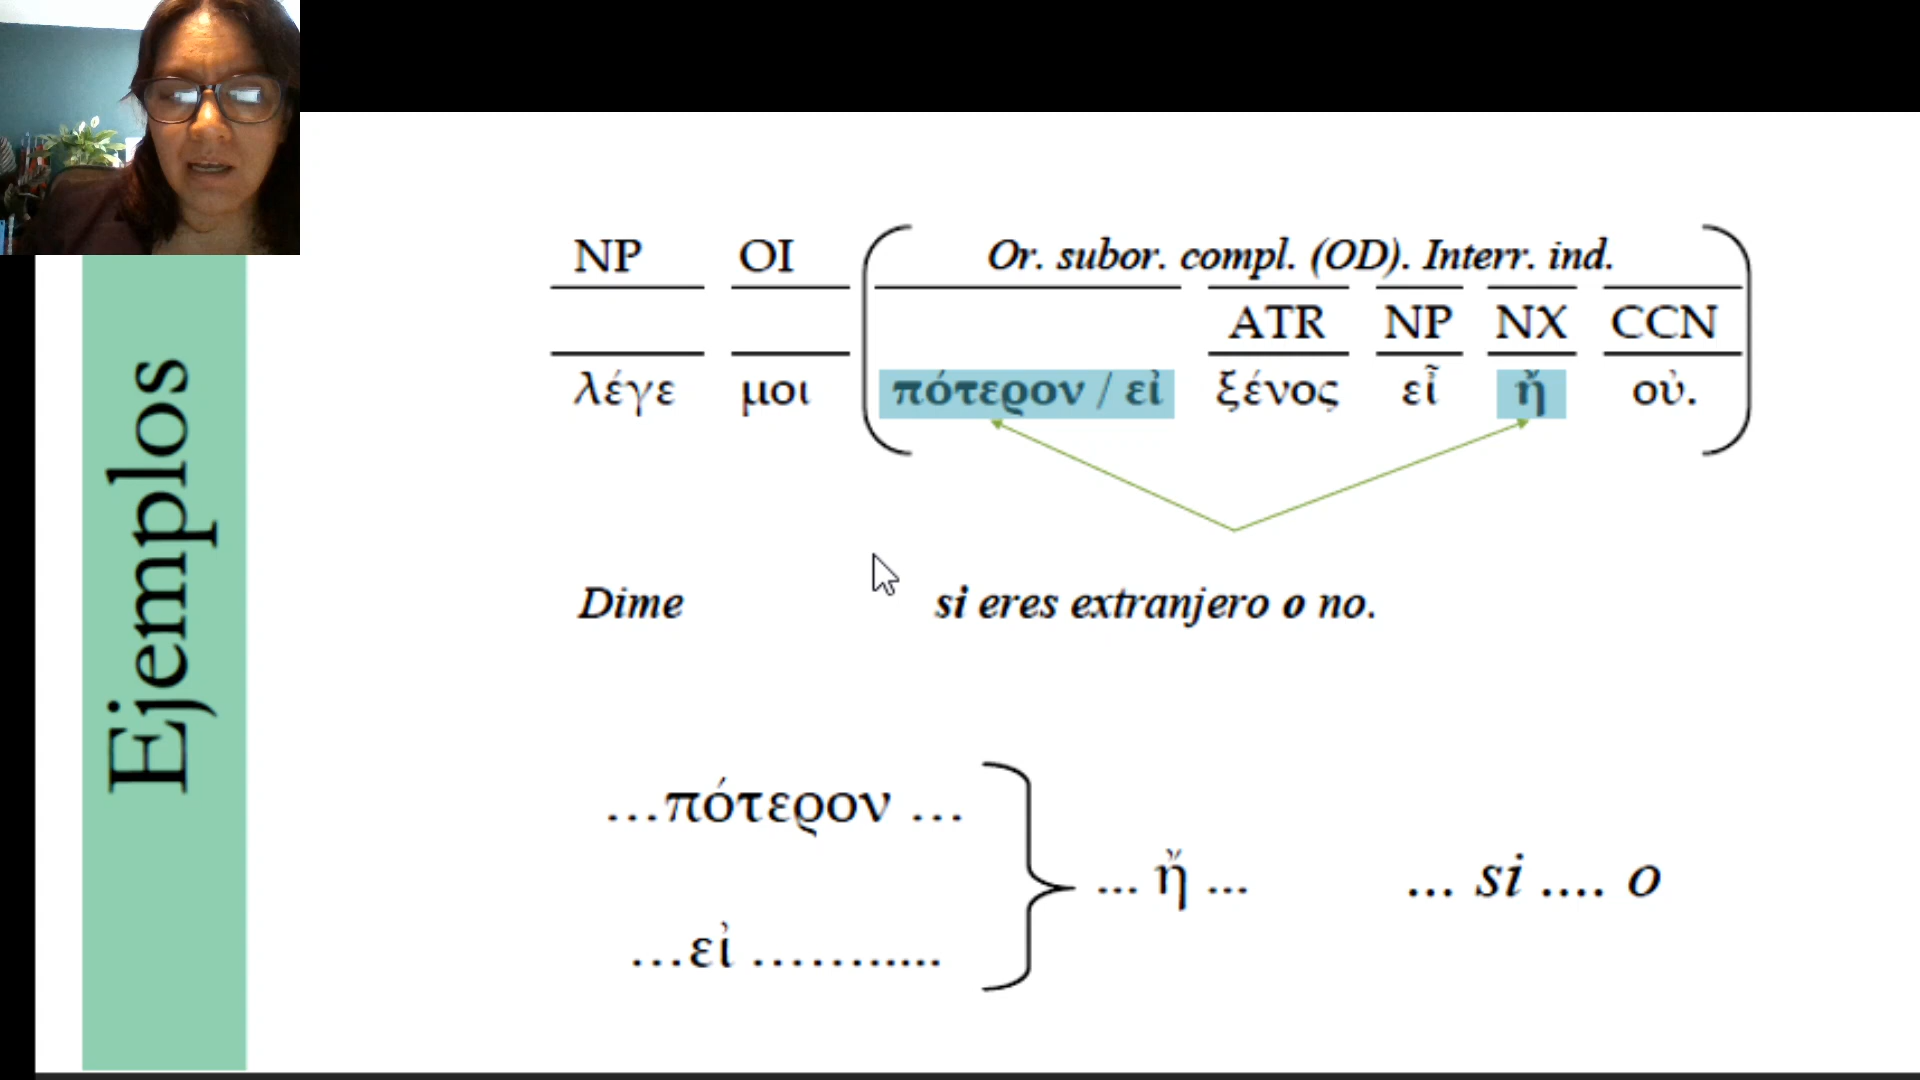 Ejemplos
NP OI Or. subor. compl. (OD). Interr. ind.
ATR NP NX CCN
λέγε μοι πότερον / εἰ ξένος εἶ ἤ οὐ.
Dime si eres extranjero o no.
…πότερον …
... ἤ ... ... si .... o
…εἰ ……......